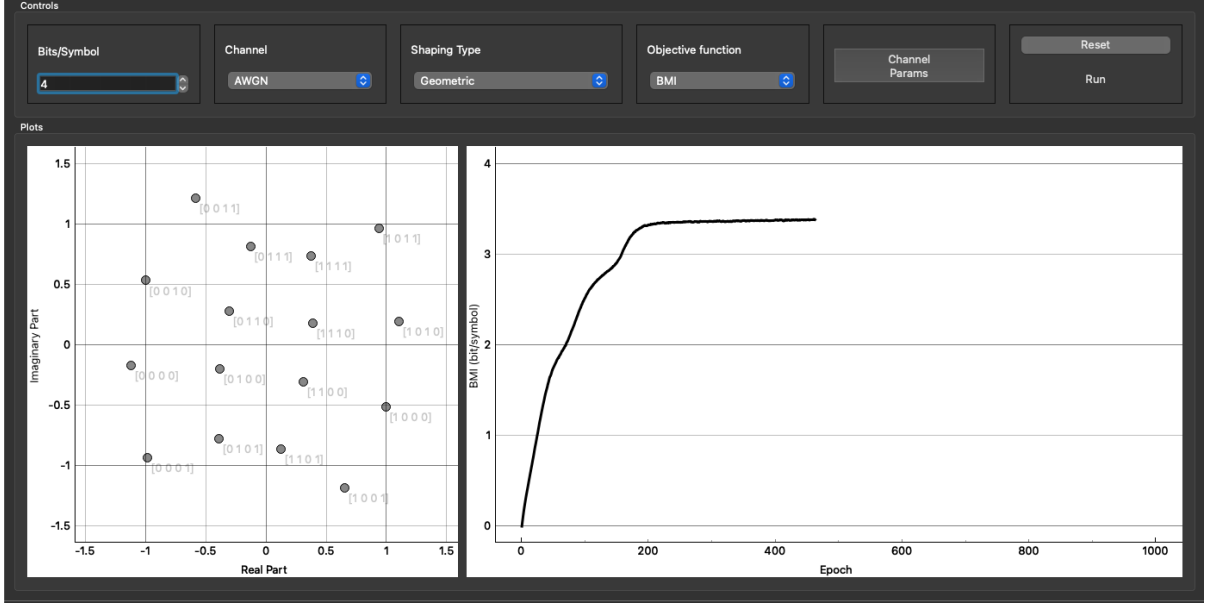 Controls
Bits/Symbol
4
Channel
AWGN
Shaping Type
Geometric
Objective function
BMI
Channel
Params
Reset
Run
Plots
Imaginary Part
1.5
1
0.5
0
-0.5
-1
-1.5
[0 0 1 1]
[1 0 1 1]
[0 1 1 1]
[1 1 1 1]
[0 0 1 0]
[0 1 1 0]
[1 1 1 0]
[1 0 1 0]
[0 0 0 0]
[0 1 0 0]
[1 1 0 0]
[1 0 0 0]
[0 1 0 1]
[1 1 0 1]
[0 0 0 1]
[1 0 0 1]
-1.5 -1 -0.5 0 0.5 1 1.5
Real Part
BMI (bit/symbol)
4
3
2
1
0
0 200 400 600 800 1000
Epoch